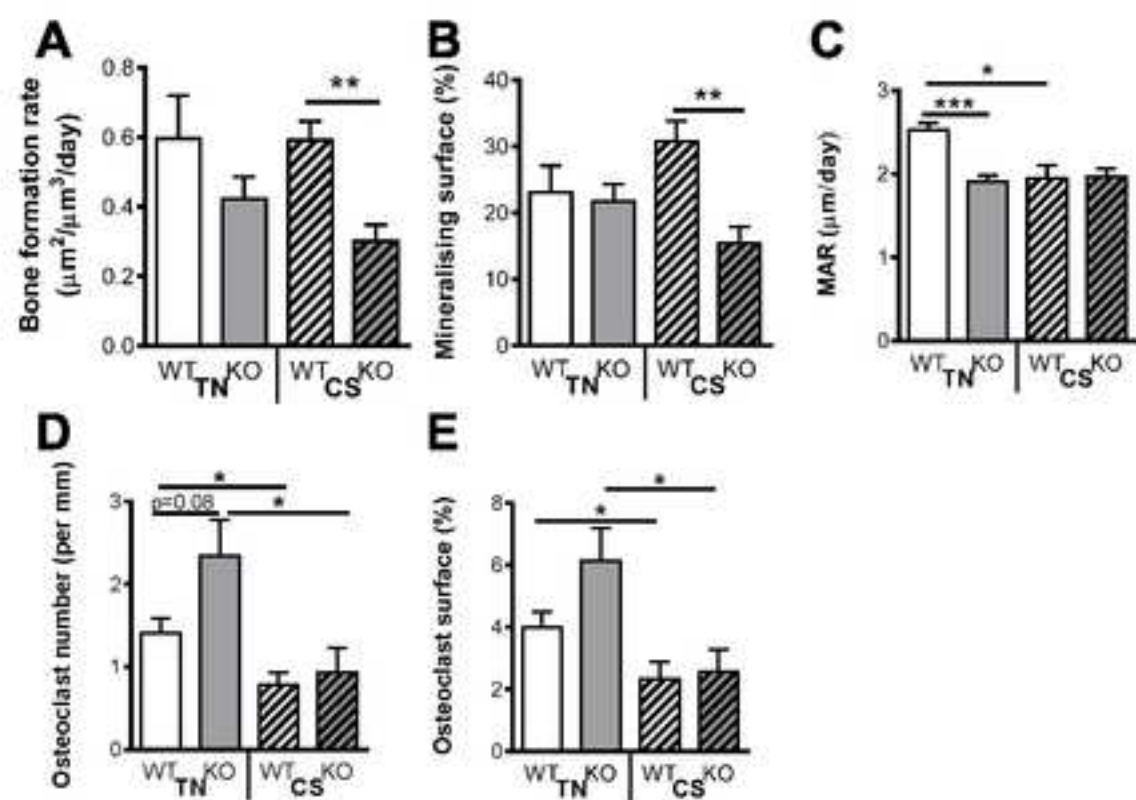 A
Bone formation rate
(μm²/μm³/day)
0.8
0.6
0.4
0.2
0.0
**
WT KO WT KO
TN CS
B
Mineralising surface (%)
40
30
20
10
0
**
WT KO WT KO
TN CS
C
MAR (μm/day)
3
2
1
0
*
***
WT KO WT KO
TN CS
D
Osteoclast number (per mm)
3
2
1
0
*
p=0.08
*
WT KO WT KO
TN CS
E
Osteoclast surface (%)
8
6
4
2
0
*
*
WT KO WT KO
TN CS